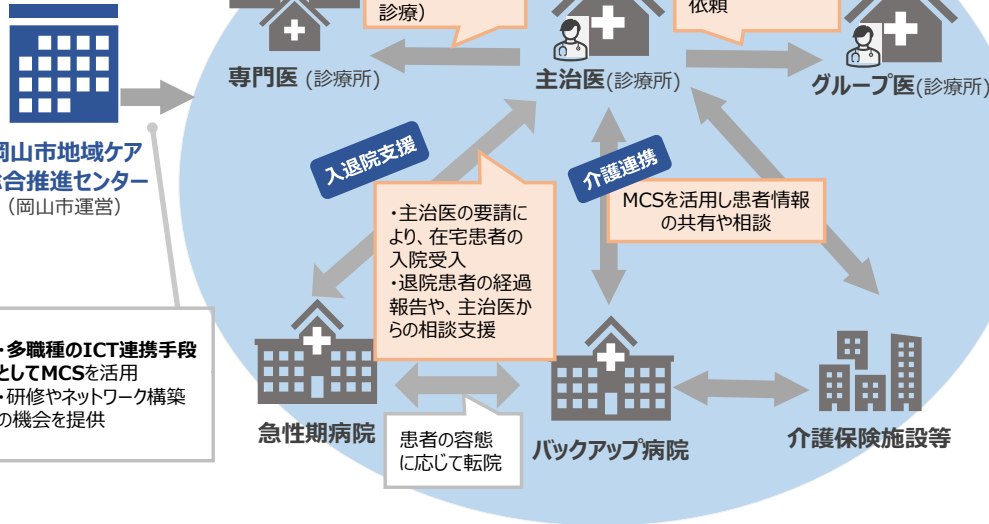 診療)
依頼
専門医 (診療所)
主治医(診療所)
グループ医(診療所)
岡山市地域ケア
総合推進センター
(岡山市運営)
入退院支援
介護連携
MCSを活用し患者情報
の共有や相談
・主治医の要請に
より、在宅患者の
入院受入
・退院患者の経過
報告や、主治医か
らの相談支援
・多職種のICT連携手段
としてMCSを活用
・研修やネットワーク構築
の機会を提供
急性期病院
患者の容態
に応じて転院
バックアップ病院
介護保険施設等